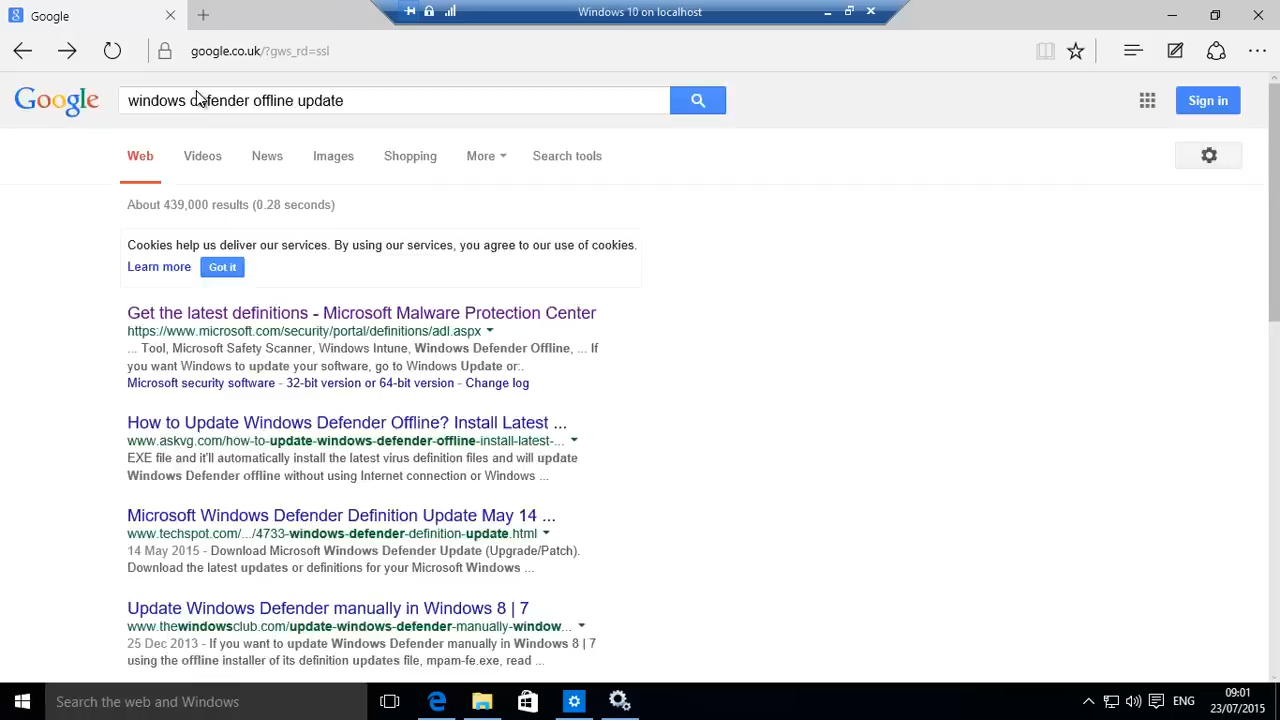 Google
Windows 10 on localhost
google.co.uk/?gws_rd=ssl
Google
windows defender offline update
Sign in
Web Videos News Images Shopping More Search tools
About 439,000 results (0.28 seconds)
Cookies help us deliver our services. By using our services, you agree to our use of cookies.
Learn more Got it
Get the latest definitions - Microsoft Malware Protection Center
https://www.microsoft.com/security/portal/definitions/adl.aspx
... Tool, Microsoft Safety Scanner, Windows Intune, Windows Defender Offline, ... If
you want Windows to update your software, go to Windows Update or:.
Microsoft security software - 32-bit version or 64-bit version - Change log
How to Update Windows Defender Offline? Install Latest ...
www.askvg.com/how-to-update-windows-defender-offline-install-latest-...
EXE file and it'll automatically install the latest virus definition files and will update
Windows Defender offline without using Internet connection or Windows ...
Microsoft Windows Defender Definition Update May 14 ...
www.techspot.com/.../4733-windows-defender-definition-update.html
14 May 2015 - Download Microsoft Windows Defender Update (Upgrade/Patch).
Download the latest updates or definitions for your Microsoft Windows ...
Update Windows Defender manually in Windows 8 | 7
www.thewindowsclub.com/update-windows-defender-manually-window...
25 Dec 2013 - If you want to update Windows Defender manually in Windows 8 | 7
using the offline installer of its definition updates file, mpam-fe.exe, read ...
Search the web and Windows
ENG
09:01
23/07/2015